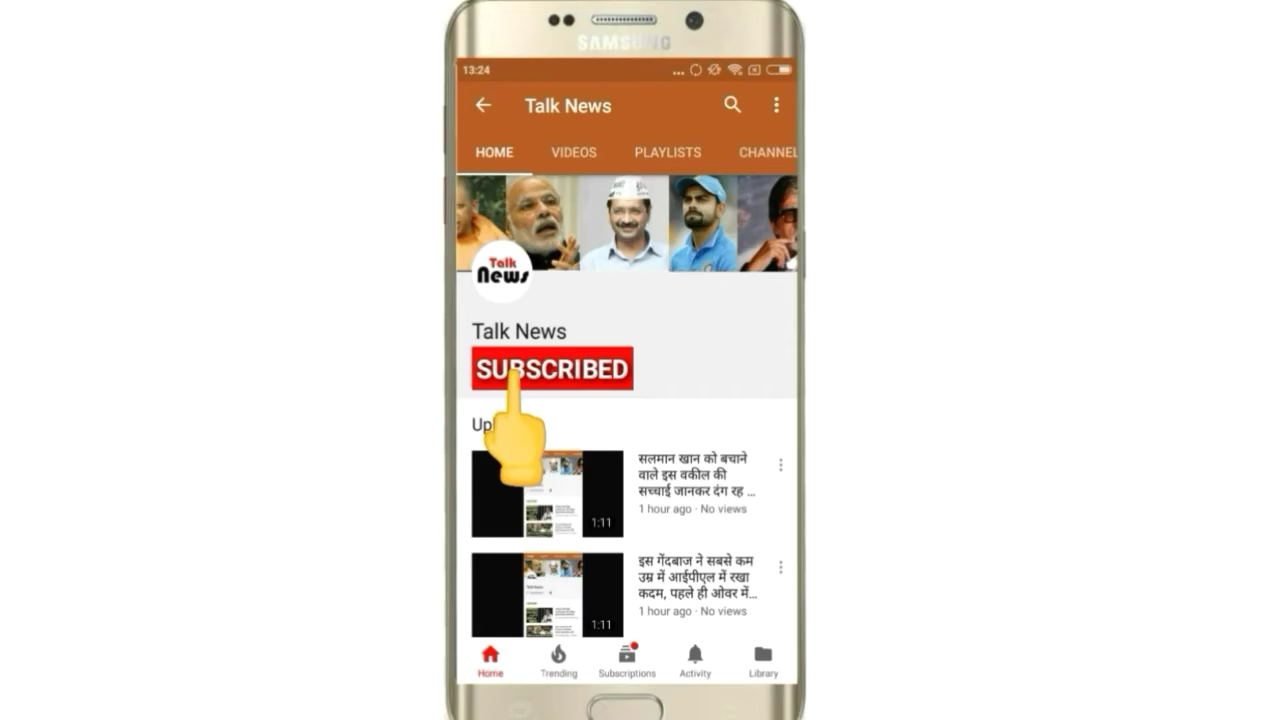 SAMSUNG
13:24
Talk News
HOME VIDEOS PLAYLISTS CHANNEL
Talk
News
Talk News
SUBSCRIBED
सलमान खान को बचाने
वाले इस वकील की
सच्चाई जानकर दंग रह ...
1 hour ago · No views
1:11
इस गेंदबाज ने सबसे कम
उम्र में आईपीएल में रखा
कदम, पहले ही ओवर में...
1 hour ago · No views
1:11
Home Trending Subscriptions Activity Library